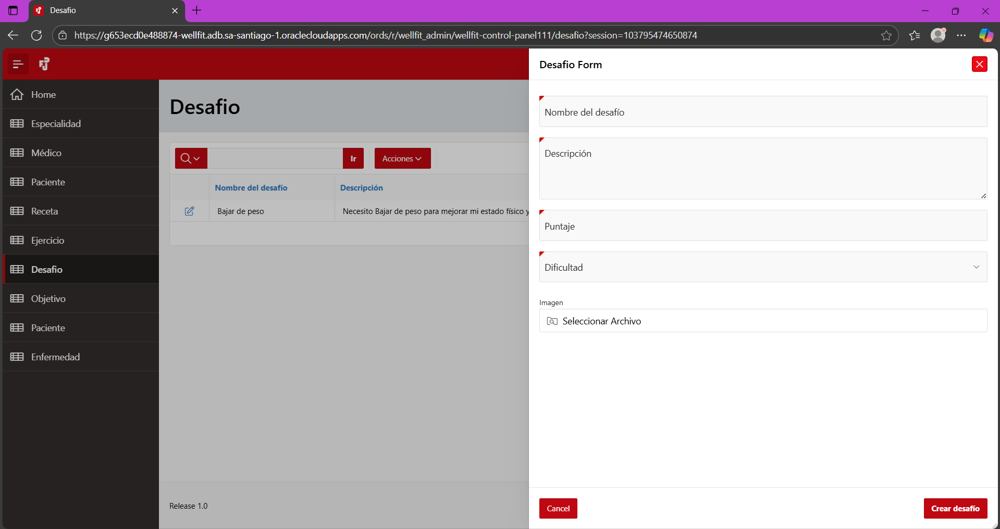 Desafio
https://g653ecd0e488874-wellfit.adb.sa-santiago-1.oraclecloudapps.com/ords/r/wellfit_admin/wellfit-control-panel111/desafio?session=103795474650874
Home
Especialidad
Médico
Paciente
Receta
Ejercicio
Desafio
Objetivo
Paciente
Enfermedad
Desafio
Ir
Acciones
Nombre del desafío
Descripción
Bajar de peso
Necesito Bajar de peso para mejorar mi estado físico y
Release 1.0
Desafio Form
Nombre del desafío
Descripción
Puntaje
Dificultad
Imagen
Seleccionar Archivo
Cancel
Crear desafío